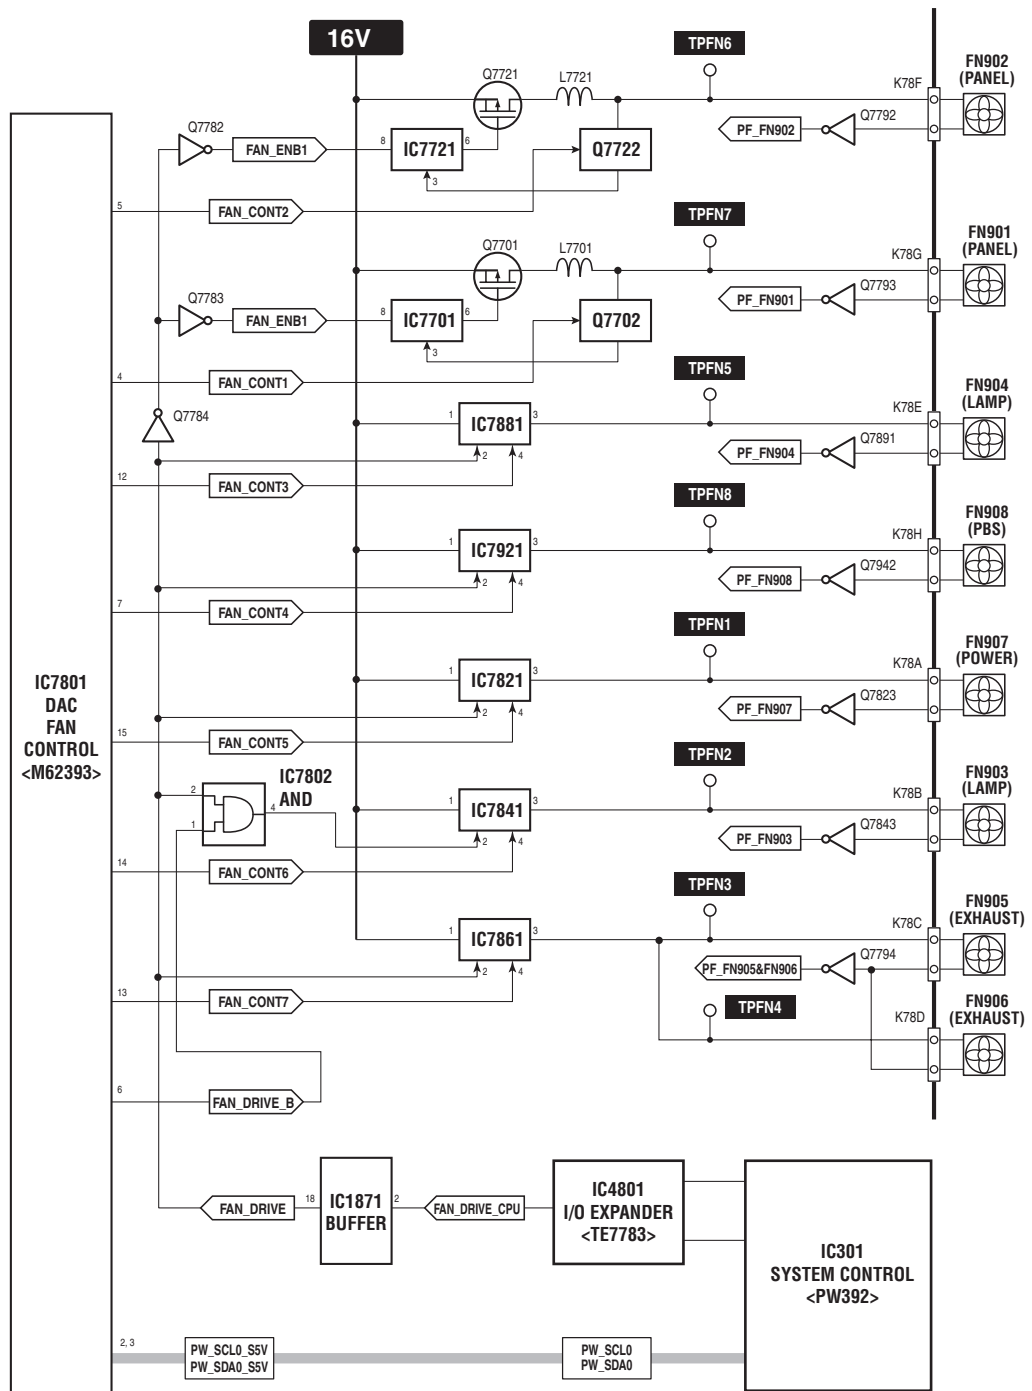 16V
TPFN6
FN902
(PANEL)
Q7721
L7721
K78F
Q7782
FAN_ENB1
8
IC7721
6
3
Q7722
PF_FN902
Q7792
5
FAN_CONT2
TPFN7
FN901
(PANEL)
Q7701
L7701
K78G
Q7783
FAN_ENB1
8
IC7701
6
3
Q7702
PF_FN901
Q7793
4
FAN_CONT1
TPFN5
FN904
(LAMP)
Q7784
1
IC7881
3
2
4
K78E
PF_FN904
Q7891
12
FAN_CONT3
TPFN8
FN908
(PBS)
1
IC7921
3
2
4
K78H
PF_FN908
Q7942
7
FAN_CONT4
TPFN1
FN907
(POWER)
1
IC7821
3
2
4
K78A
PF_FN907
Q7823
IC7801
DAC
FAN
CONTROL
<M62393>
15
FAN_CONT5
IC7802
AND
2
1
4
TPFN2
FN903
(LAMP)
1
IC7841
3
2
4
K78B
PF_FN903
Q7843
14
FAN_CONT6
TPFN3
FN905
(EXHAUST)
1
IC7861
3
2
4
K78C
PF_FN905&FN906
Q7794
13
FAN_CONT7
TPFN4
K78D
FN906
(EXHAUST)
6
FAN_DRIVE_B
FAN_DRIVE
18
IC1871
BUFFER
2
FAN_DRIVE_CPU
IC4801
I/O EXPANDER
<TE7783>
IC301
SYSTEM CONTROL
<PW392>
2, 3
PW_SCL0_S5V
PW_SDA0_S5V
PW_SCL0
PW_SDA0